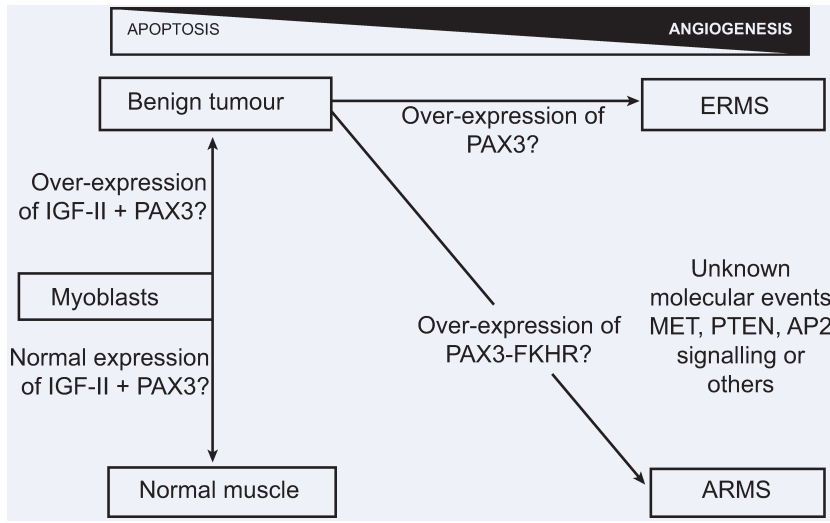 APOPTOSIS
ANGIOGENESIS
Benign tumour
Over-expression of
PAX3?
ERMS
Over-expression
of IGF-II + PAX3?
Myoblasts
Normal expression
of IGF-II + PAX3?
Over-expression of
PAX3-FKHR?
Unknown
molecular events
MET, PTEN, AP2
signalling or
others
Normal muscle
ARMS